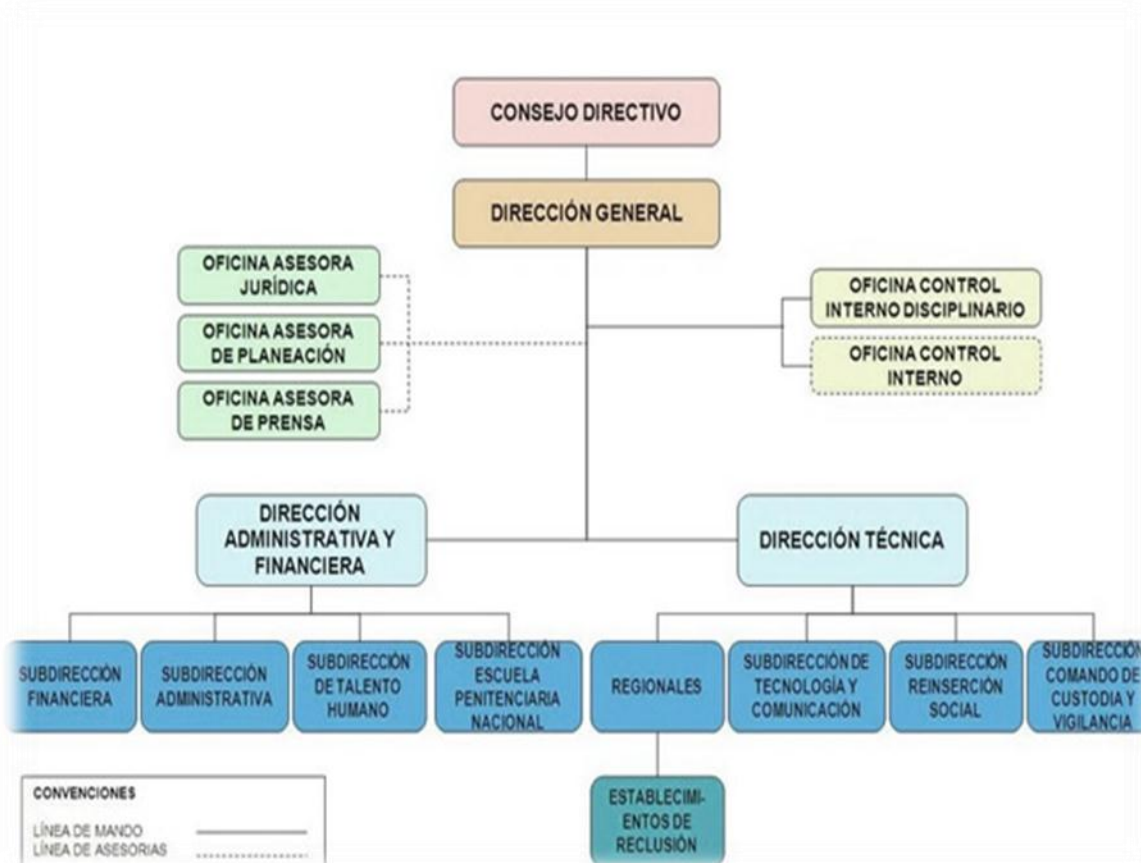 CONSEJO DIRECTIVO
DIRECCIÓN GENERAL
OFICINA ASESORA
JURÍDICA
OFICINA ASESORA
DE PLANEACIÓN
OFICINA ASESORA
DE PRENSA
OFICINA CONTROL
INTERNO DISCIPLINARIO
OFICINA CONTROL
INTERNO
DIRECCIÓN
ADMINISTRATIVA Y
FINANCIERA
DIRECCIÓN TÉCNICA
SUBDIRECCIÓN
FINANCIERA
SUBDIRECCIÓN
ADMINISTRATIVA
SUBDIRECCIÓN
DE TALENTO
HUMANO
SUBDIRECCIÓN
ESCUELA
PENITENCIARIA
NACIONAL
REGIONALES
SUBDIRECCIÓN DE
TECNOLOGÍA Y
COMUNICACIÓN
SUBDIRECCIÓN
REINSERCIÓN
SOCIAL
SUBDIRECCIÓN
COMANDO DE
CUSTODIA Y
VIGILANCIA
ESTABLECIMI-
ENTOS DE
RECLUSIÓN
CONVENCIONES
LÍNEA DE MANDO
LÍNEA DE ASESORIAS